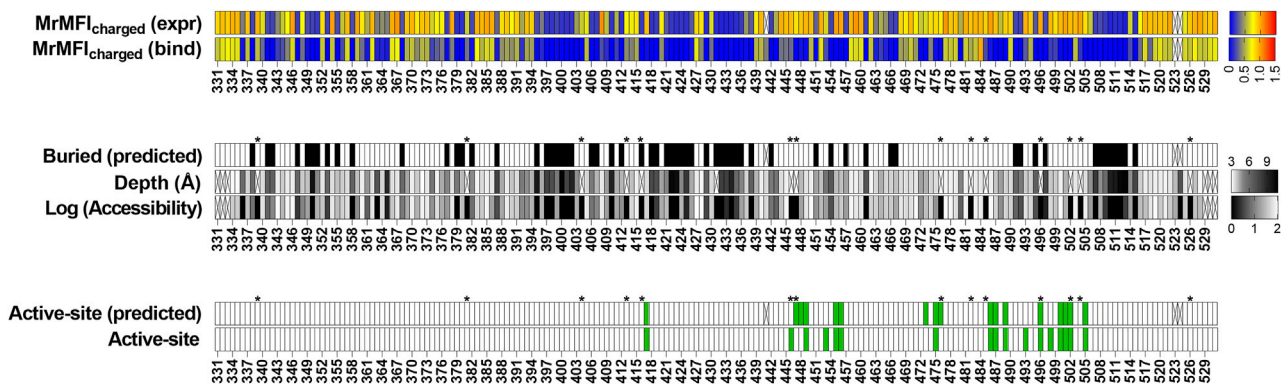 MrMFIcharged (expr)
MrMFIcharged (bind)
0 0.5 1.0 1.5
331 334 337 340 343 346 349 352 355 358 361 364 367 370 373 376 379 382 385 388 391 394 397 400 403 406 409 412 415 418 421 424 427 430 433 436 439 442 445 448 451 454 457 460 463 466 469 472 475 478 481 484 487 490 493 496 499 502 505 508 511 514 517 520 523 526 529
* * * * * * * * * * * * * *
Buried (predicted)
3 6 9
Depth (Å)
Log (Accessibility)
0 1 2
331 334 337 340 343 346 349 352 355 358 361 364 367 370 373 376 379 382 385 388 391 394 397 400 403 406 409 412 415 418 421 424 427 430 433 436 439 442 445 448 451 454 457 460 463 466 469 472 475 478 481 484 487 490 493 496 499 502 505 508 511 514 517 520 523 526 529
* * * * * * * * * * * * * *
Active-site (predicted)
Active-site
331 334 337 340 343 346 349 352 355 358 361 364 367 370 373 376 379 382 385 388 391 394 397 400 403 406 409 412 415 418 421 424 427 430 433 436 439 442 445 448 451 454 457 460 463 466 469 472 475 478 481 484 487 490 493 496 499 502 505 508 511 514 517 520 523 526 529